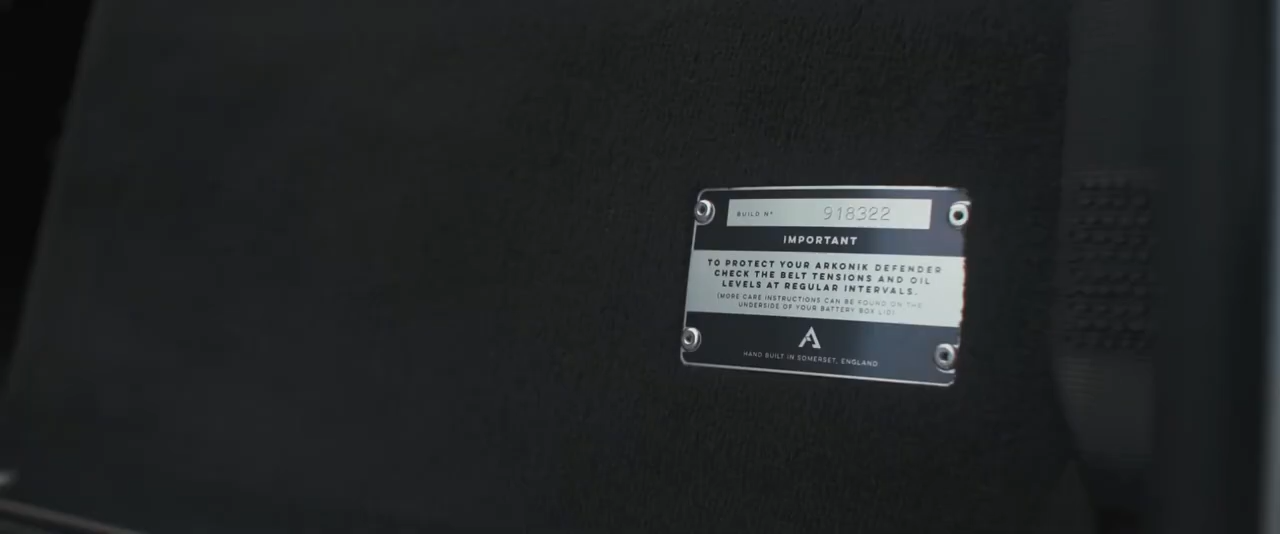 BUILD Nº 918322
IMPORTANT
TO PROTECT YOUR ARKONIK DEFENDER
CHECK THE BELT TENSIONS AND OIL
LEVELS AT REGULAR INTERVALS.
(MORE CARE INSTRUCTIONS CAN BE FOUND ON THE
UNDERSIDE OF YOUR BATTERY BOX LID)
HAND BUILT IN SOMERSET, ENGLAND